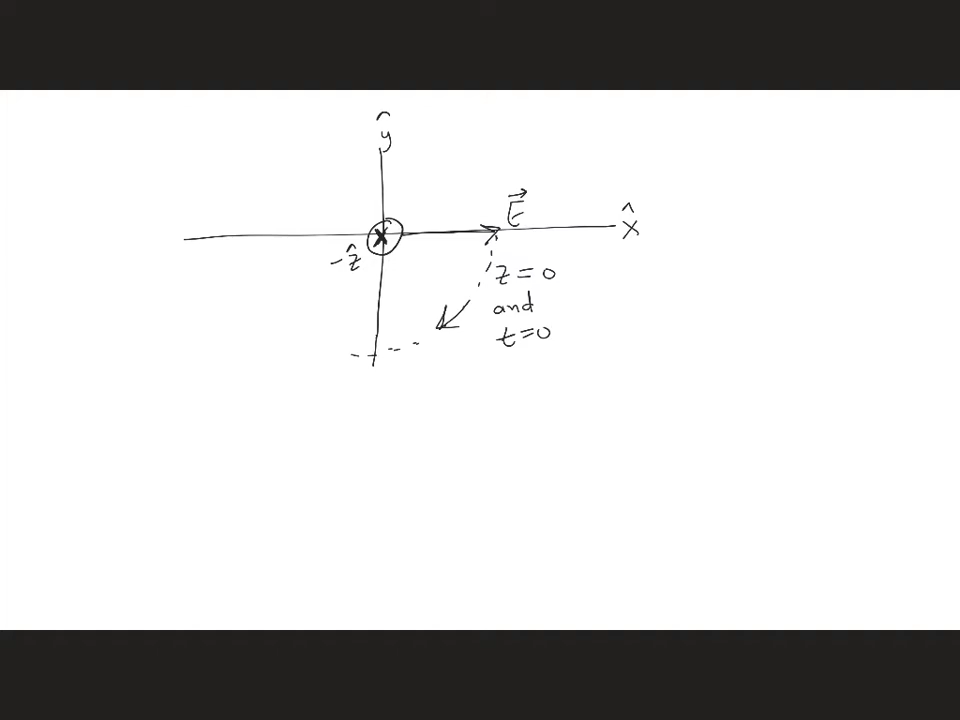 ŷ
E⃗
x̂
-ẑ
z = 0
and
t = 0